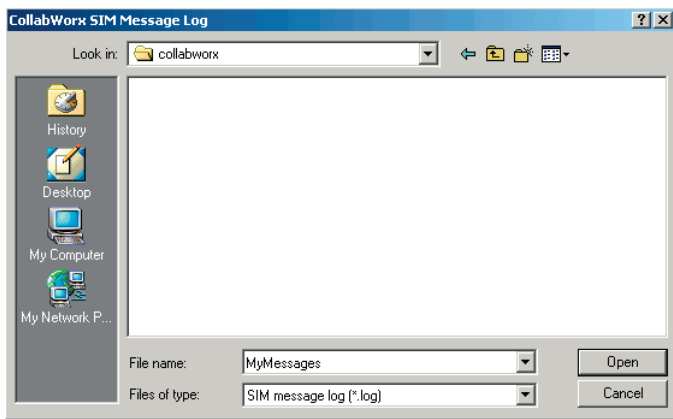 CollabWorx SIM Message Log
Look in: collabworx
History
Desktop
My Computer
My Network P...
File name: MyMessages Open
Files of type: SIM message log (*.log) Cancel